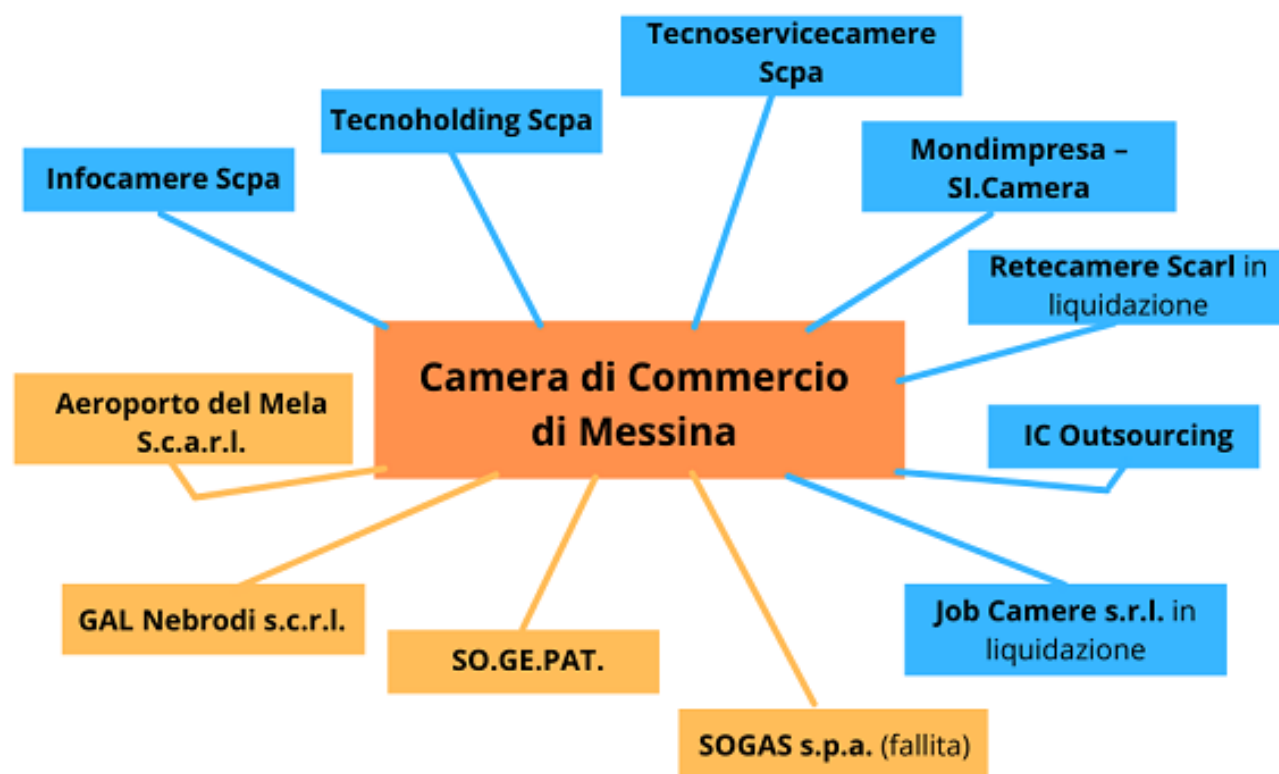 Tecnoservicecamere
Scpa
Tecnoholding Scpa
Mondimpresa –
SI.Camera
Infocamere Scpa
Retecamere Scarl in
liquidazione
Camera di Commercio
di Messina
Aeroporto del Mela
S.c.a.r.l.
IC Outsourcing
GAL Nebrodi s.c.r.l.
Job Camere s.r.l. in
liquidazione
SO.GE.PAT.
SOGAS s.p.a. (fallita)